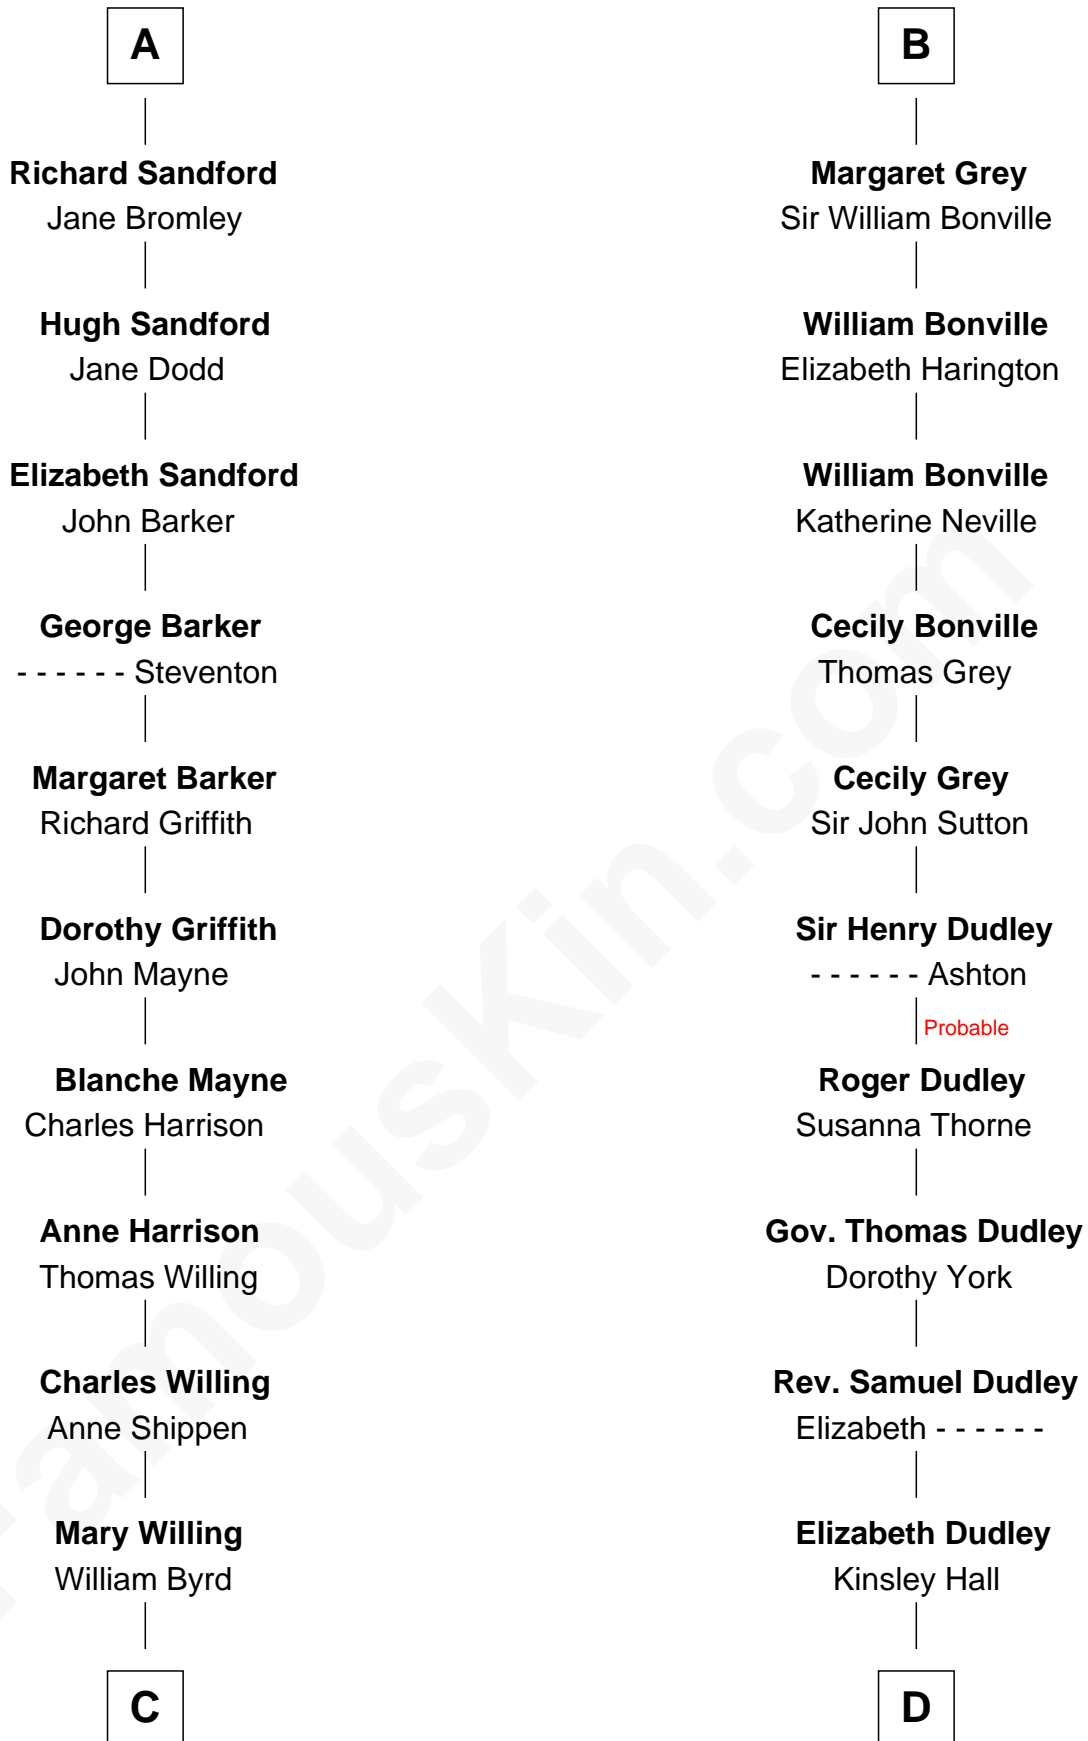 A
Richard Sandford
Jane Bromley
Hugh Sandford
Jane Dodd
Elizabeth Sandford
John Barker
George Barker
- - - - - - Steventon
Margaret Barker
Richard Griffith
Dorothy Griffith
John Mayne
Blanche Mayne
Charles Harrison
Anne Harrison
Thomas Willing
Charles Willing
Anne Shippen
Mary Willing
William Byrd
C
B
Margaret Grey
Sir William Bonville
William Bonville
Elizabeth Harington
William Bonville
Katherine Neville
Cecily Bonville
Thomas Grey
Cecily Grey
Sir John Sutton
Sir Henry Dudley
- - - - - - Ashton
Probable
Roger Dudley
Susanna Thorne
Gov. Thomas Dudley
Dorothy York
Rev. Samuel Dudley
Elizabeth - - - - - -
Elizabeth Dudley
Kinsley Hall
D
FamousKin.com